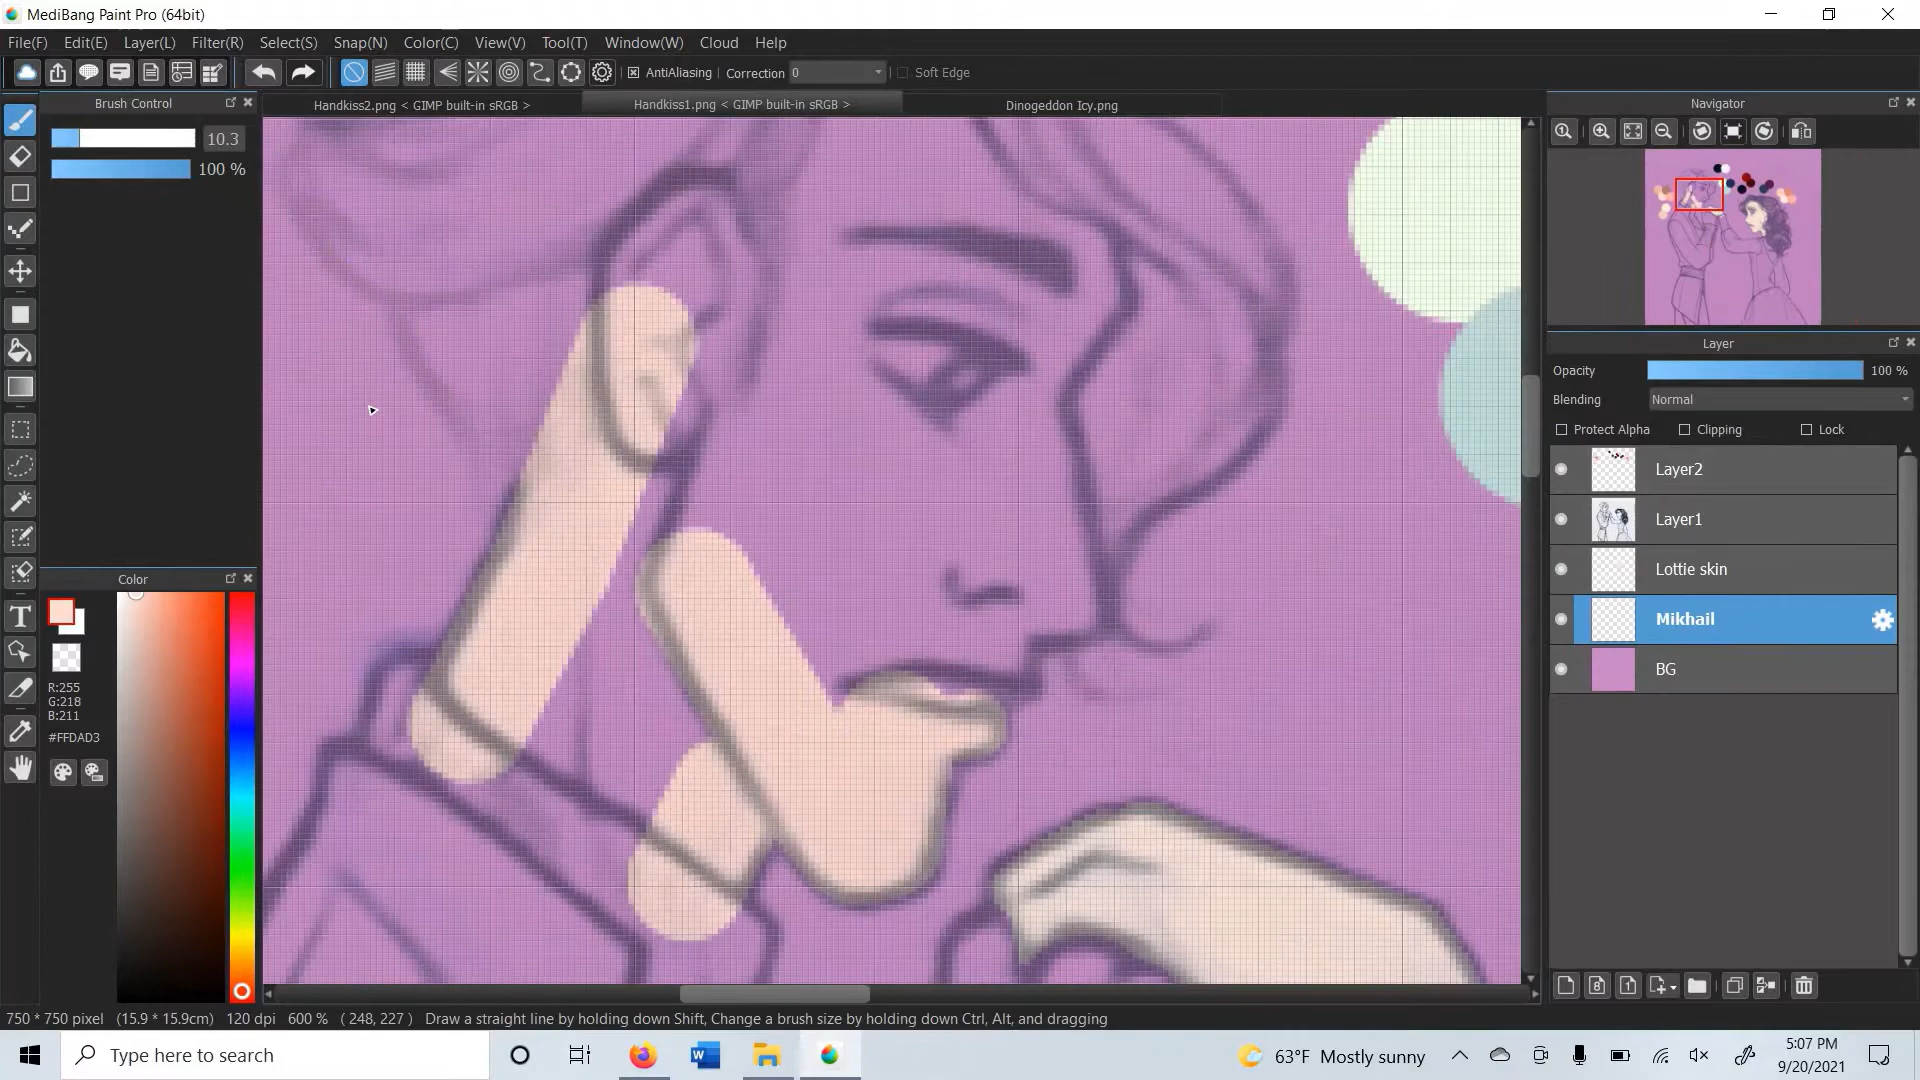 MediBang Paint Pro (64bit)
File(F) Edit(E) Layer(L) Filter(R) Select(S) Snap(N) Color(C) View(V) Tool(T) Window(W) Cloud Help
AntiAliasing Correction 0 Soft Edge
Brush Control
Handkiss2.png < GIMP built-in sRGB > Handkiss1.png < GIMP built-in sRGB > Dinogeddon Icy.png
Navigator
10.3
100 %
Layer
Opacity 100 %
Blending Normal
Protect Alpha Clipping Lock
Layer2
Layer1
Lottie skin
Mikhail
BG
Color
R:255
G:218
B:211
#FFDAD3
750 * 750 pixel (15.9 * 15.9cm) 120 dpi 600 % ( 248, 227 ) Draw a straight line by holding down Shift, Change a brush size by holding down Ctrl, Alt, and dragging
Type here to search
63°F Mostly sunny
5:07 PM
9/20/2021